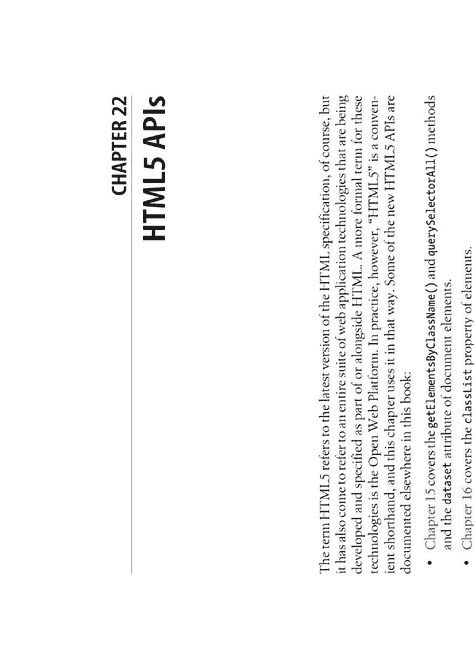 CHAPTER 22
HTML5 APIs
The term HTML5 refers to the latest version of the HTML specification, of course, but
it has also come to refer to an entire suite of web application technologies that are being
developed and specified as part of or alongside HTML. A more formal term for these
technologies is the Open Web Platform. In practice, however, “HTML5” is a conven-
ient shorthand, and this chapter uses it in that way. Some of the new HTML5 APIs are
documented elsewhere in this book:
• Chapter 15 covers the getElementsByClassName() and querySelectorAll() methods
and the dataset attribute of document elements.
• Chapter 16 covers the classList property of elements.